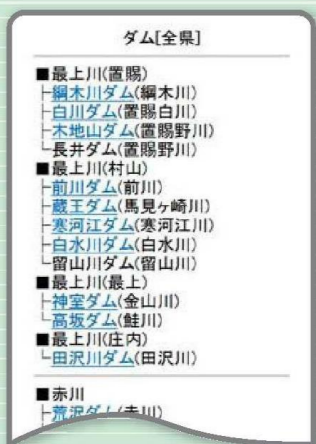 ダム[全県]
■最上川(置賜)
├綱木川ダム(綱木川)
├白川ダム(置賜白川)
├木地山ダム(置賜野川)
└長井ダム(置賜野川)
■最上川(村山)
├前川ダム(前川)
├蔵王ダム(馬見ヶ崎川)
├寒河江ダム(寒河江川)
├白水川ダム(白水川)
└留山川ダム(留山川)
■最上川(最上)
├神室ダム(金山川)
└高坂ダム(鮭川)
■最上川(庄内)
└田沢川ダム(田沢川)
■赤川
├荒沢ダム(赤川)